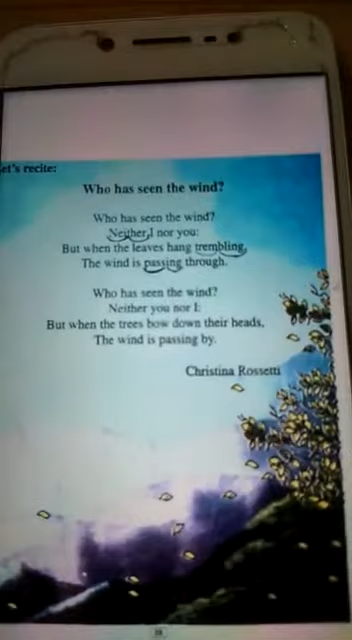 et's recite:
Who has seen the wind?
Who has seen the wind?
Neither I nor you:
But when the leaves hang trembling,
The wind is passing through.
Who has seen the wind?
Neither you nor I:
But when the trees bow down their heads,
The wind is passing by.
Christina Rossetti